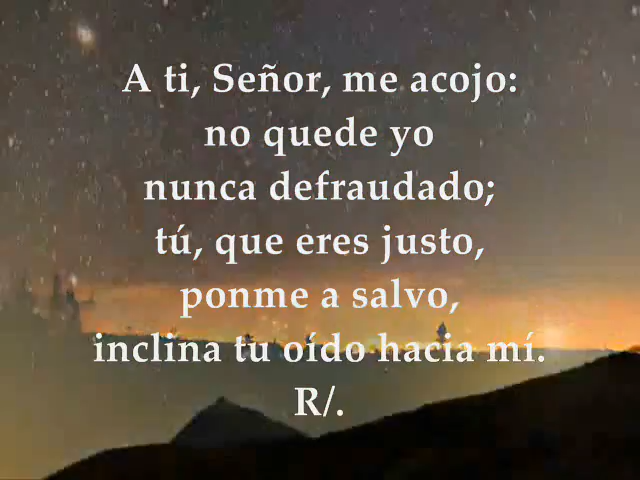 A ti, Señor, me acojo:
no quede yo
nunca defraudado;
tú, que eres justo,
ponme a salvo,
inclina tu oído hacia mí.
R/.